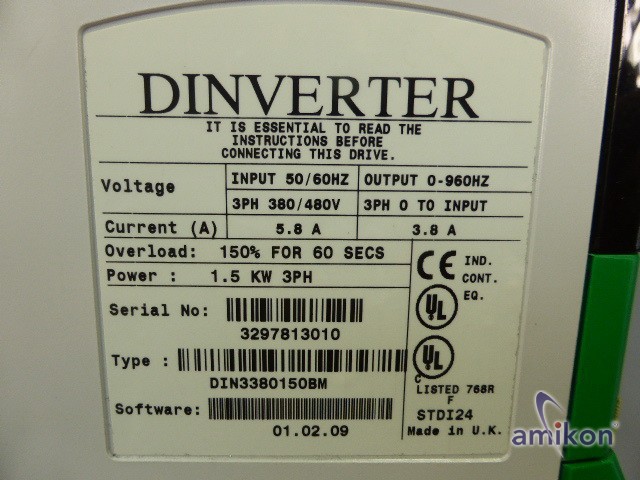 DINVERTER
IT IS ESSENTIAL TO READ THE
INSTRUCTIONS BEFORE
CONNECTING THIS DRIVE.
Voltage
INPUT 50/60HZ OUTPUT 0-960HZ
3PH 380/480V 3PH 0 TO INPUT
Current (A) 5.8 A 3.8 A
Overload: 150% FOR 60 SECS
Power : 1.5 KW 3PH
CE IND.
CONT.
EQ.
UL
Serial No:
3297813010
C UL
Type :
DIN3380150BM
LISTED 768R
F
Software:
STDI24
01.02.09
Made in U.K.
amikon